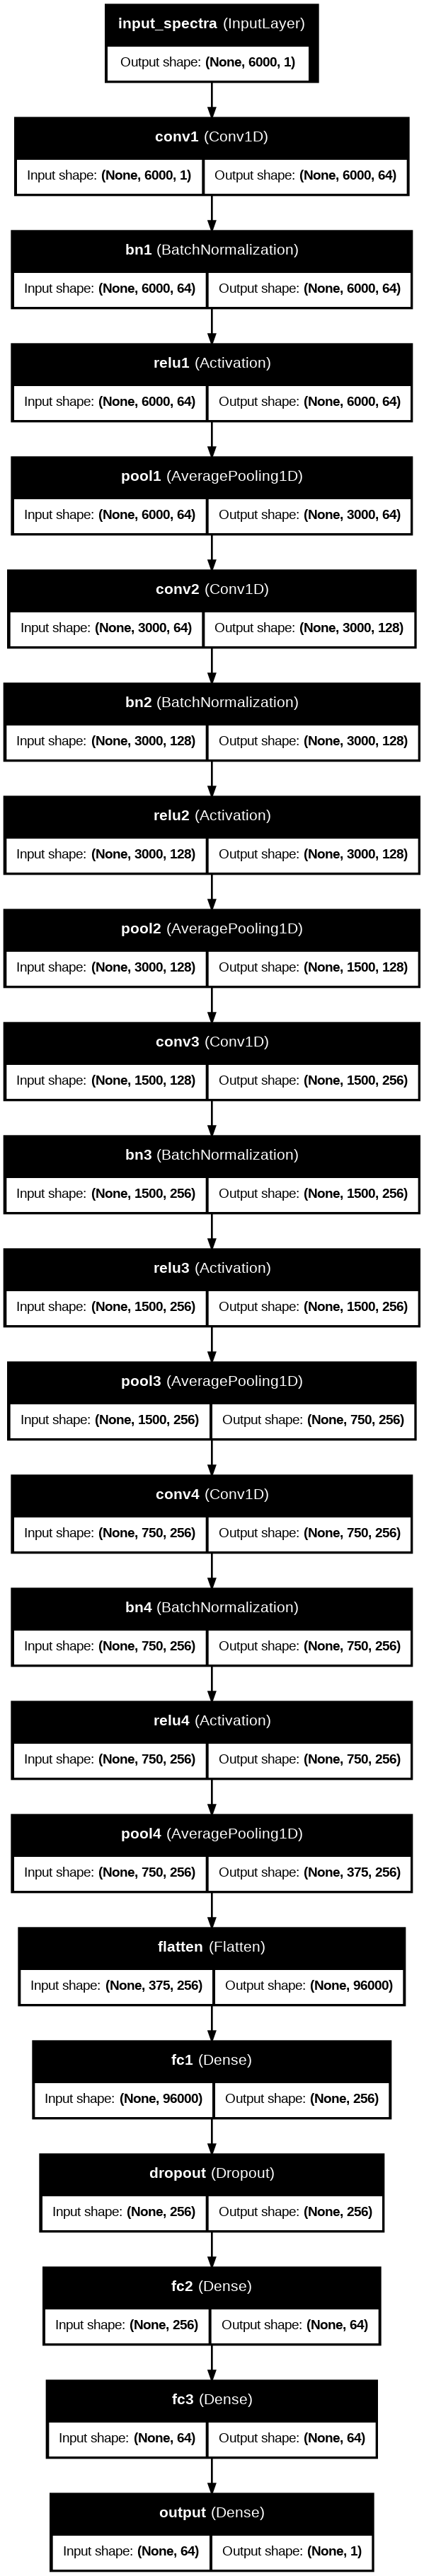 input_spectra (InputLayer)
Output shape: (None, 6000, 1)
conv1 (Conv1D)
Input shape: (None, 6000, 1) Output shape: (None, 6000, 64)
bn1 (BatchNormalization)
Input shape: (None, 6000, 64) Output shape: (None, 6000, 64)
relu1 (Activation)
Input shape: (None, 6000, 64) Output shape: (None, 6000, 64)
pool1 (AveragePooling1D)
Input shape: (None, 6000, 64) Output shape: (None, 3000, 64)
conv2 (Conv1D)
Input shape: (None, 3000, 64) Output shape: (None, 3000, 128)
bn2 (BatchNormalization)
Input shape: (None, 3000, 128) Output shape: (None, 3000, 128)
relu2 (Activation)
Input shape: (None, 3000, 128) Output shape: (None, 3000, 128)
pool2 (AveragePooling1D)
Input shape: (None, 3000, 128) Output shape: (None, 1500, 128)
conv3 (Conv1D)
Input shape: (None, 1500, 128) Output shape: (None, 1500, 256)
bn3 (BatchNormalization)
Input shape: (None, 1500, 256) Output shape: (None, 1500, 256)
relu3 (Activation)
Input shape: (None, 1500, 256) Output shape: (None, 1500, 256)
pool3 (AveragePooling1D)
Input shape: (None, 1500, 256) Output shape: (None, 750, 256)
conv4 (Conv1D)
Input shape: (None, 750, 256) Output shape: (None, 750, 256)
bn4 (BatchNormalization)
Input shape: (None, 750, 256) Output shape: (None, 750, 256)
relu4 (Activation)
Input shape: (None, 750, 256) Output shape: (None, 750, 256)
pool4 (AveragePooling1D)
Input shape: (None, 750, 256) Output shape: (None, 375, 256)
flatten (Flatten)
Input shape: (None, 375, 256) Output shape: (None, 96000)
fc1 (Dense)
Input shape: (None, 96000) Output shape: (None, 256)
dropout (Dropout)
Input shape: (None, 256) Output shape: (None, 256)
fc2 (Dense)
Input shape: (None, 256) Output shape: (None, 64)
fc3 (Dense)
Input shape: (None, 64) Output shape: (None, 64)
output (Dense)
Input shape: (None, 64) Output shape: (None, 1)